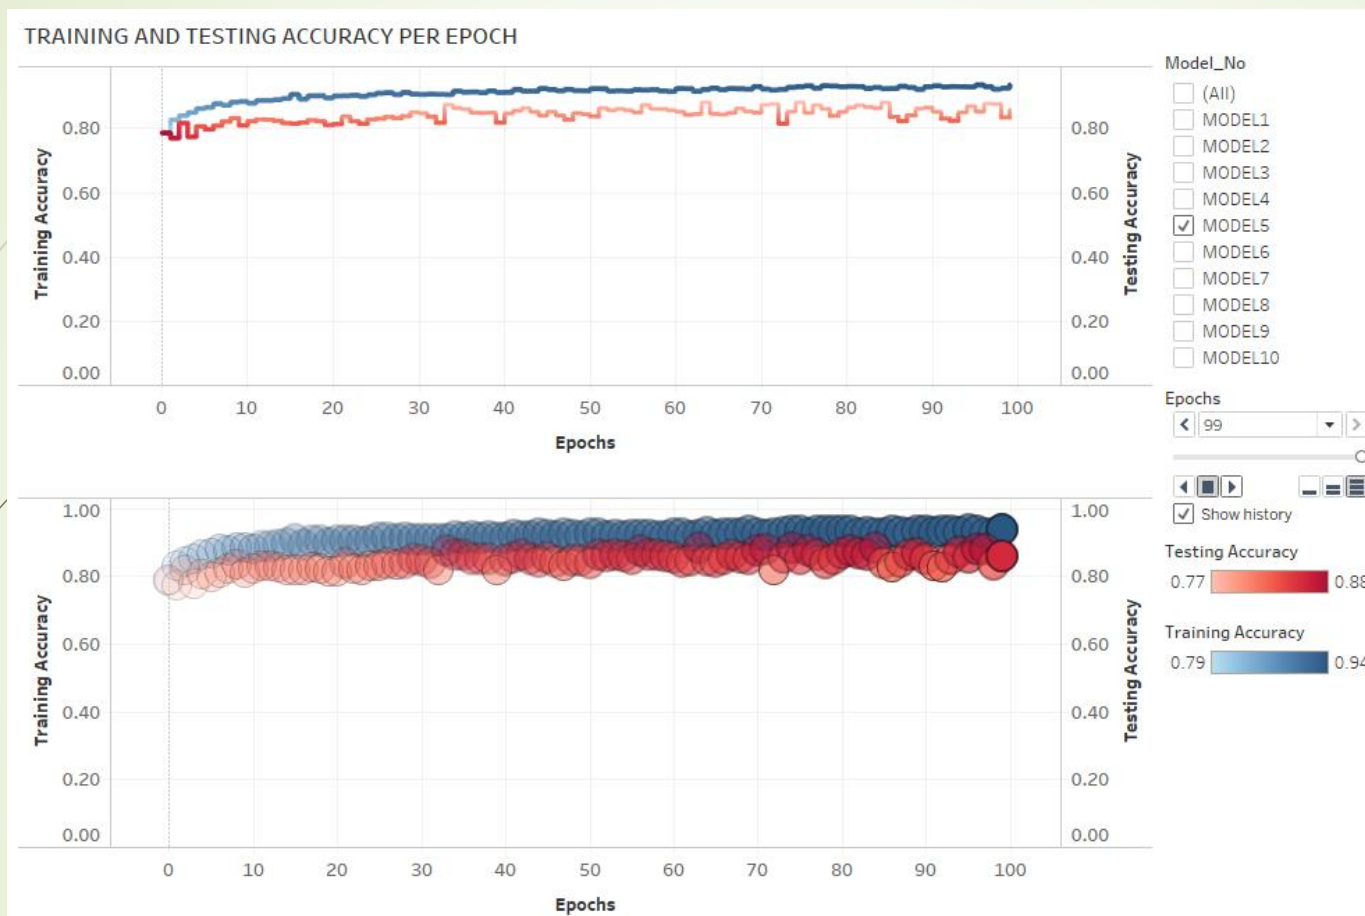 TRAINING AND TESTING ACCURACY PER EPOCH
Training Accuracy
0.80
0.60
0.40
0.20
0.00
0 10 20 30 40 50 60 70 80 90 100
Epochs
0.80
0.60
0.40
0.20
0.00
Testing Accuracy
Training Accuracy
1.00
0.80
0.60
0.40
0.20
0.00
0 10 20 30 40 50 60 70 80 90 100
Epochs
1.00
0.80
0.60
0.40
0.20
0.00
Testing Accuracy
Model_No
(All)
MODEL1
MODEL2
MODEL3
MODEL4
MODEL5
MODEL6
MODEL7
MODEL8
MODEL9
MODEL10
Epochs
99
Show history
Testing Accuracy
0.77 0.88
Training Accuracy
0.79 0.94